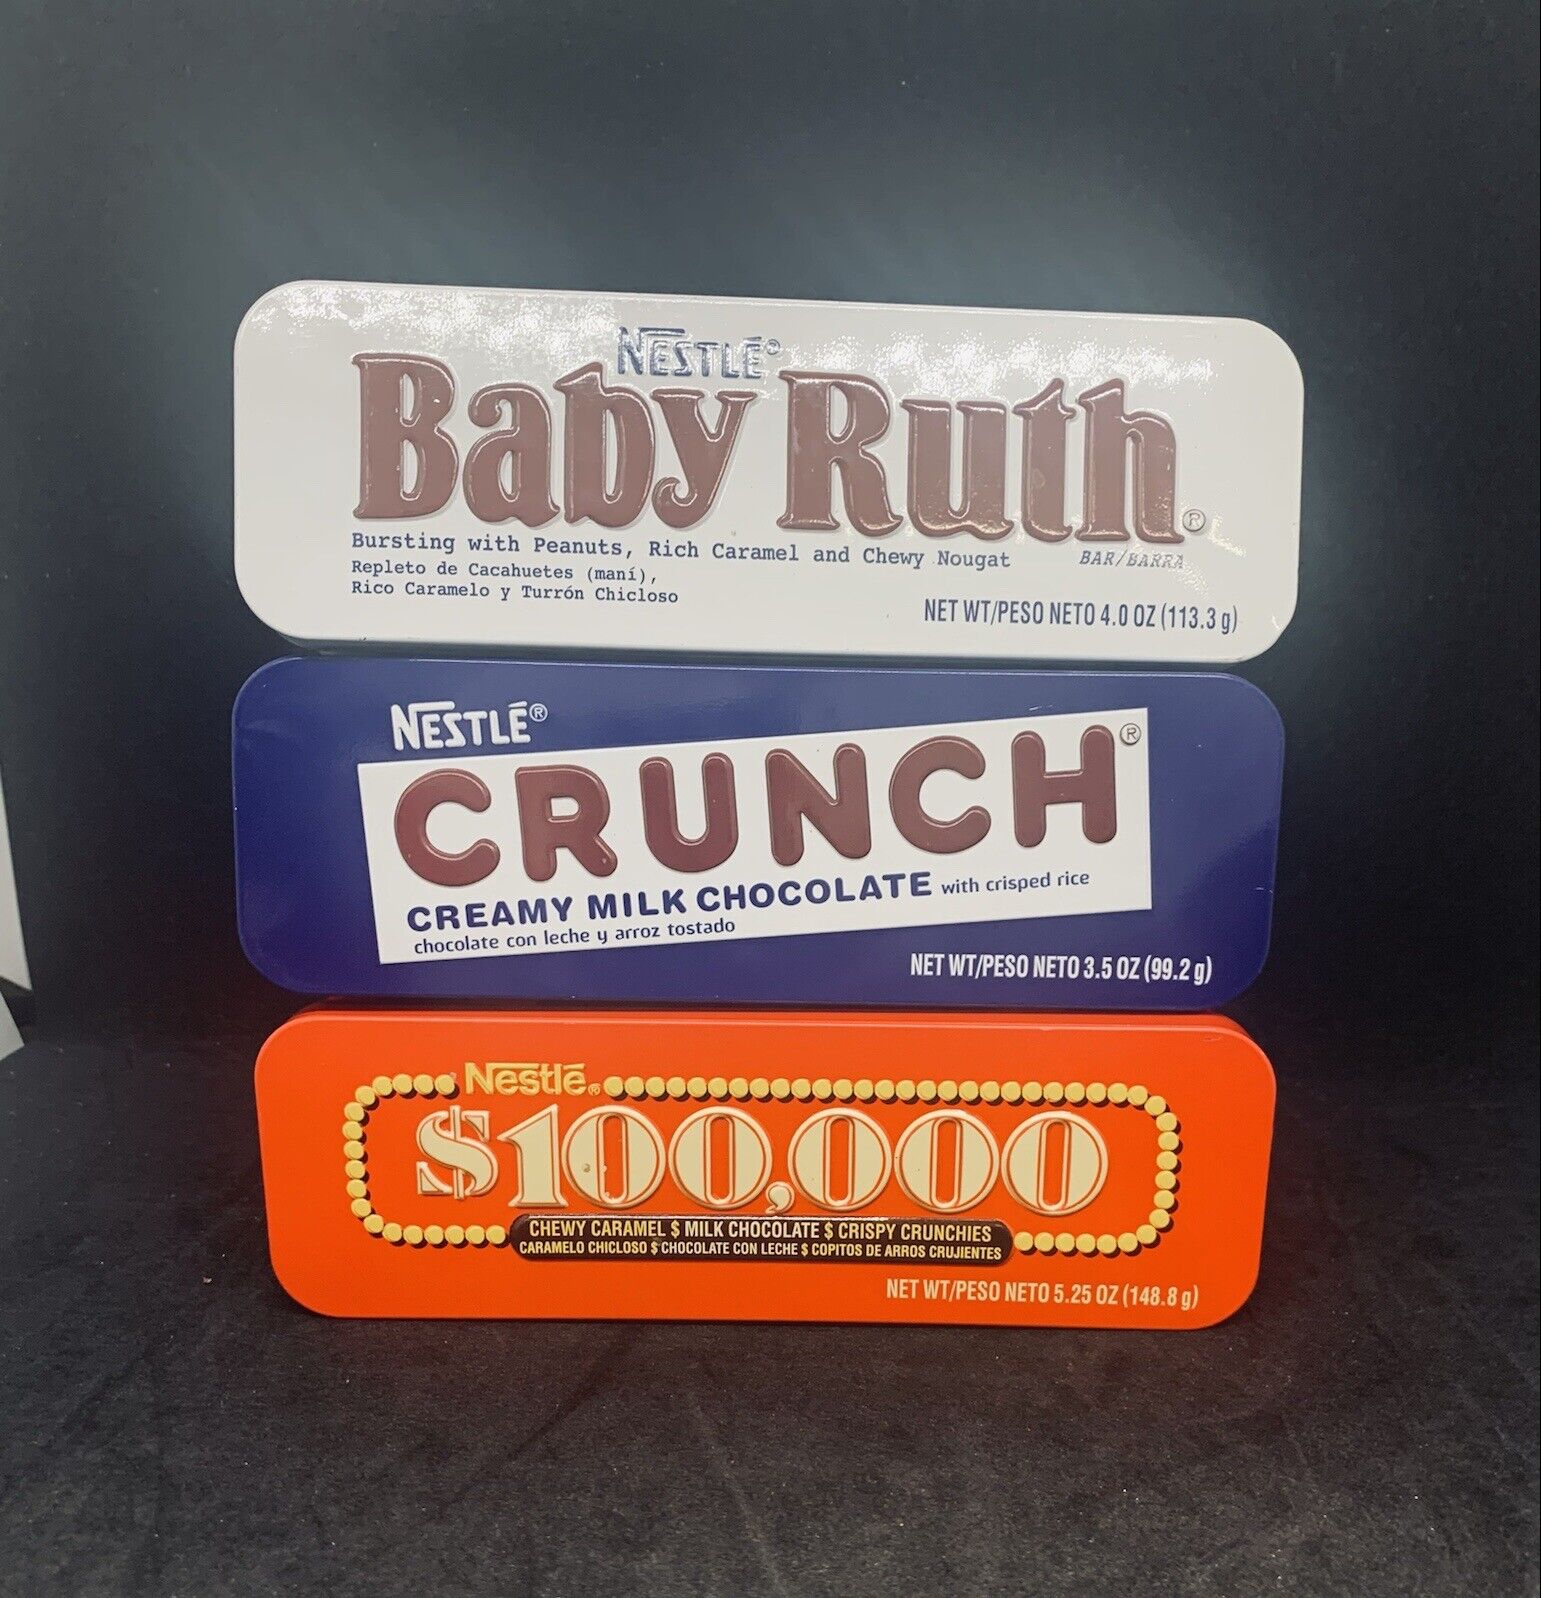 NESTLÉ®
Baby Ruth®
Bursting with Peanuts, Rich Caramel and Chewy Nougat
BAR/BARRA
Repleto de Cacahuetes (maní),
Rico Caramelo y Turrón Chicloso
NET WT/PESO NETO 4.0 OZ (113.3 g)
NESTLÉ®
CRUNCH®
CREAMY MILK CHOCOLATE with crisped rice
chocolate con leche y arroz tostado
NET WT/PESO NETO 3.5 OZ (99.2 g)
Nestlé®
$100,000
CHEWY CARAMEL $ MILK CHOCOLATE $ CRISPY CRUNCHIES
CARAMELO CHICLOSO $ CHOCOLATE CON LECHE $ COPITOS DE ARROS CRUJIENTES
NET WT/PESO NETO 5.25 OZ (148.8 g)